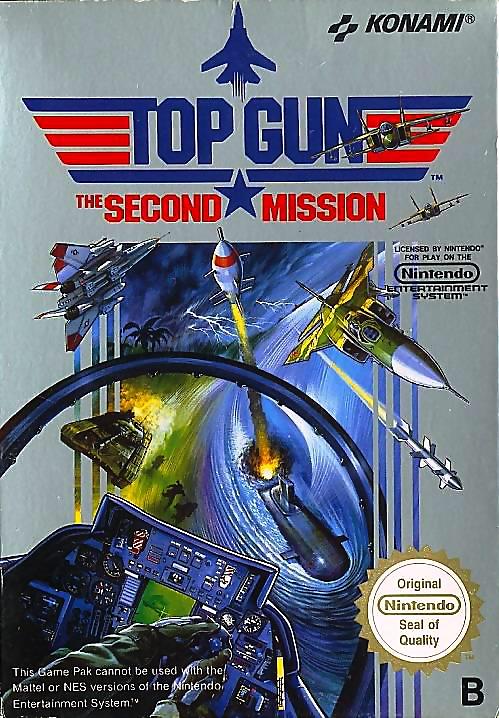 KONAMI®
TOP GUN
™
THE SECOND MISSION
LICENSED BY NINTENDO®
FOR PLAY ON THE
Nintendo
ENTERTAINMENT
SYSTEM™
Original
Nintendo
Seal of
Quality
This Game Pak cannot be used with the
Mattel or NES versions of the Nintendo
Entertainment System.™
B